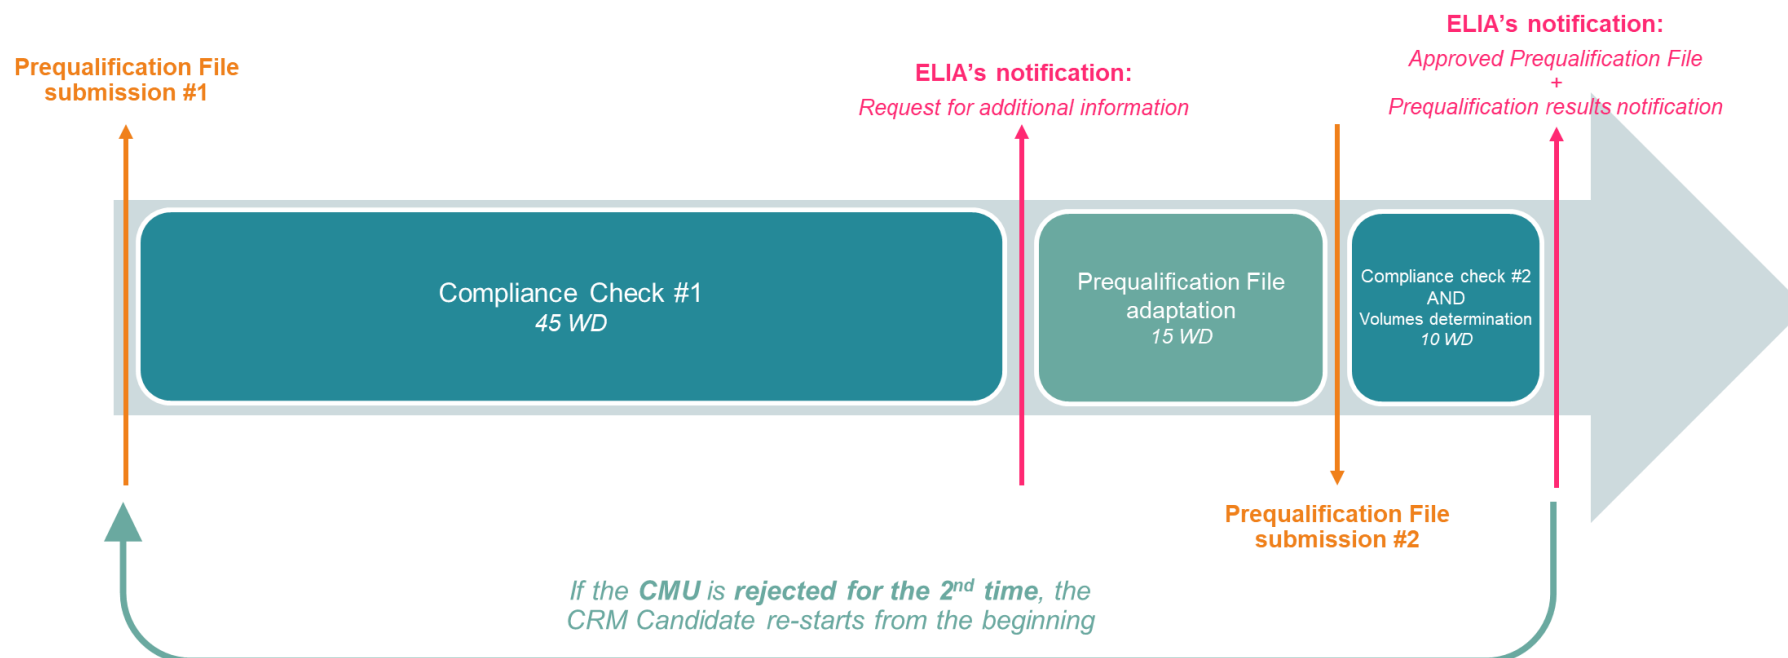 Prequalification File
submission #1
ELIA's notification:
Request for additional information
ELIA's notification:
Approved Prequalification File
+
Prequalification results notification
Compliance Check #1
45 WD
Prequalification File
adaptation
15 WD
Compliance check #2
AND
Volumes determination
10 WD
Prequalification File
submission #2
If the CMU is rejected for the 2nd time, the
CRM Candidate re-starts from the beginning